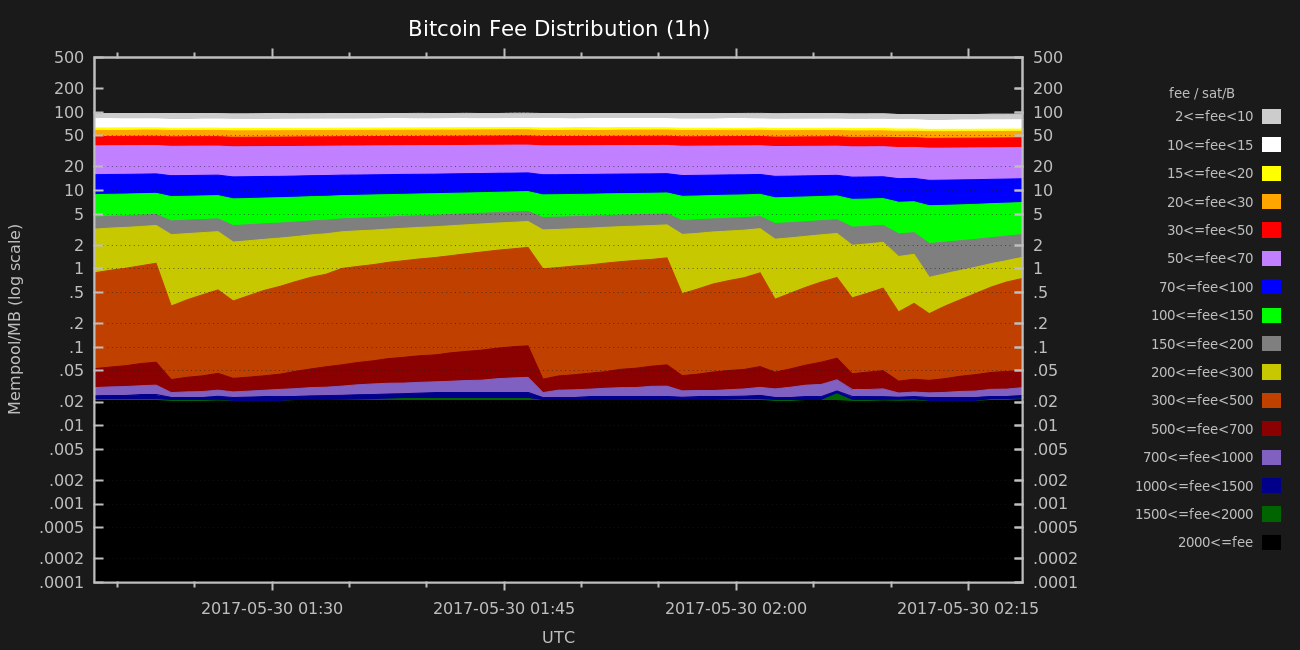 Bitcoin Fee Distribution (1h)
500 500
200 200
100 100
50 50
20 20
10 10
5 5
2 2
1 1
.5 .5
.2 .2
.1 .1
.05 .05
.02 .02
.01 .01
.005 .005
.002 .002
.001 .001
.0005 .0005
.0002 .0002
.0001 .0001
Mempool/MB (log scale)
2017-05-30 01:30 2017-05-30 01:45 2017-05-30 02:00 2017-05-30 02:15
UTC
fee / sat/B
2<=fee<10
10<=fee<15
15<=fee<20
20<=fee<30
30<=fee<50
50<=fee<70
70<=fee<100
100<=fee<150
150<=fee<200
200<=fee<300
300<=fee<500
500<=fee<700
700<=fee<1000
1000<=fee<1500
1500<=fee<2000
2000<=fee